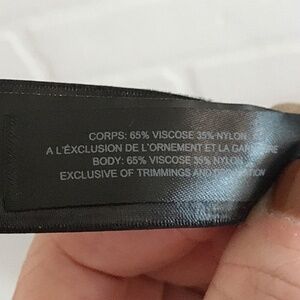 CORPS: 65% VISCOSE 35% NYLON
A L'ÉXCLUSION DE L'ORNEMENT ET LA
BODY: 65% VISCOSE 35% NYLON
EXCLUSIVE OF TRIMMINGS AND